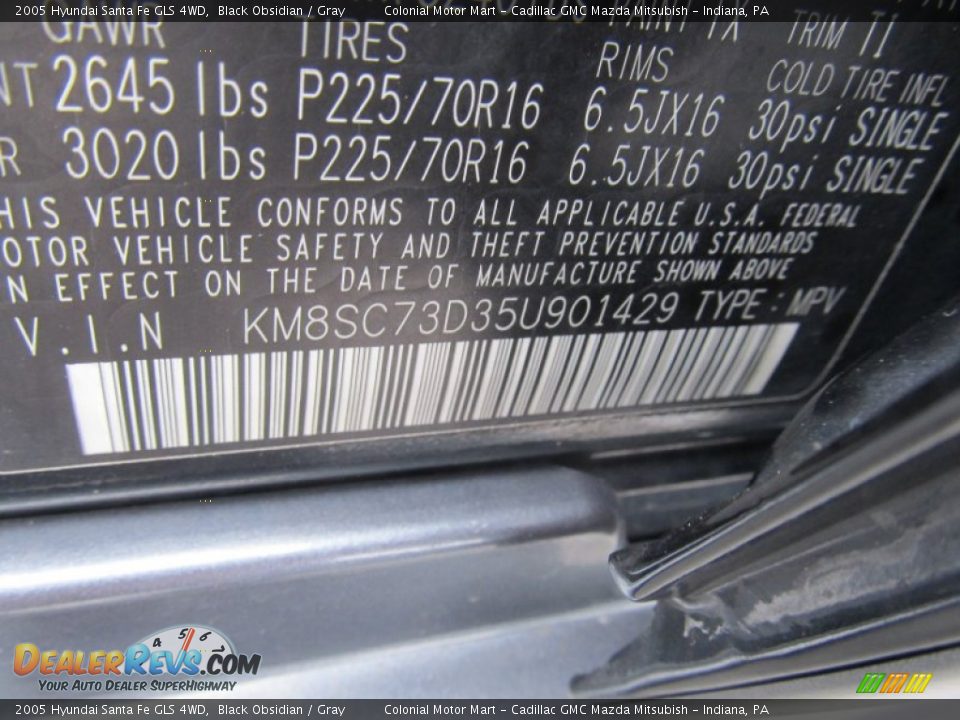 2005 Hyundai Santa Fe GLS 4WD, Black Obsidian / Gray Colonial Motor Mart - Cadillac GMC Mazda Mitsubish - Indiana, PA
GAWR TIRES RIMS COLD TIRE INFL
TRIM
NT 2645 lbs P225/70R16 6.5JX16 30psi SINGLE
R 3020 lbs P225/70R16 6.5JX16 30psi SINGLE
HIS VEHICLE CONFORMS TO ALL APPLICABLE U.S.A. FEDERAL
OTOR VEHICLE SAFETY AND THEFT PREVENTION STANDARDS
N EFFECT ON THE DATE OF MANUFACTURE SHOWN ABOVE
V.I.N KM8SC73D35U901429 TYPE : MPV
4 5 6
DEALERREVS.COM
YOUR AUTO DEALER SUPERHIGHWAY
2005 Hyundai Santa Fe GLS 4WD, Black Obsidian / Gray Colonial Motor Mart - Cadillac GMC Mazda Mitsubish - Indiana, PA